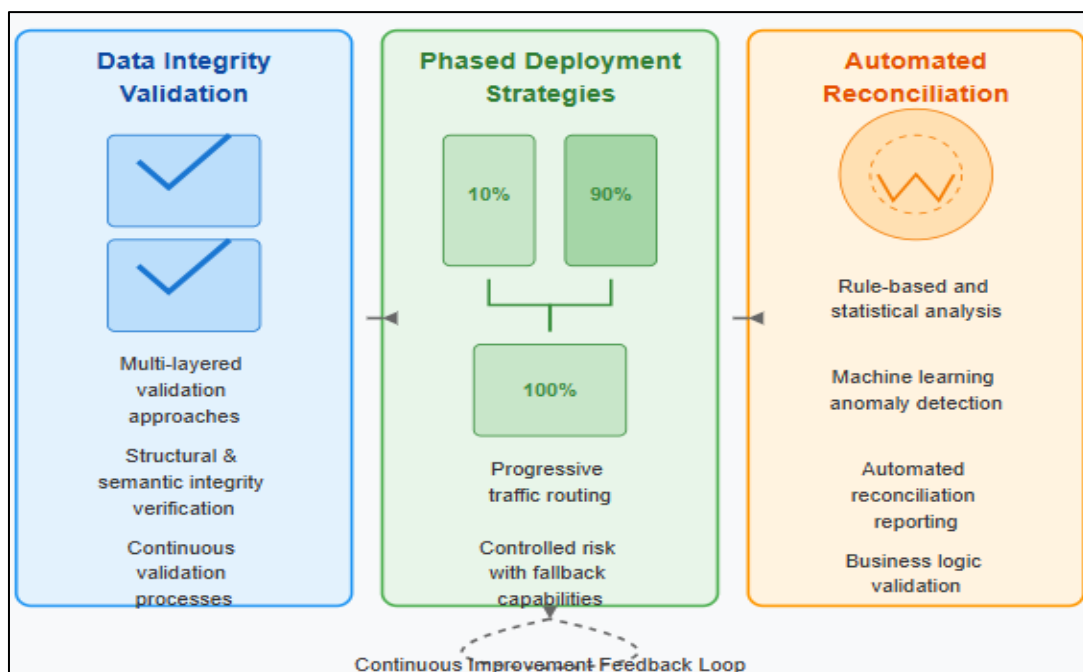 Data Integrity
Validation
Multi-layered
validation
approaches
Structural &
semantic integrity
verification
Continuous
validation
processes
Phased Deployment
Strategies
10%
90%
100%
Progressive
traffic routing
Controlled risk
with fallback
capabilities
Automated
Reconciliation
Rule-based and
statistical analysis
Machine learning
anomaly detection
Automated
reconciliation
reporting
Business logic
validation
Continuous Improvement Feedback Loop